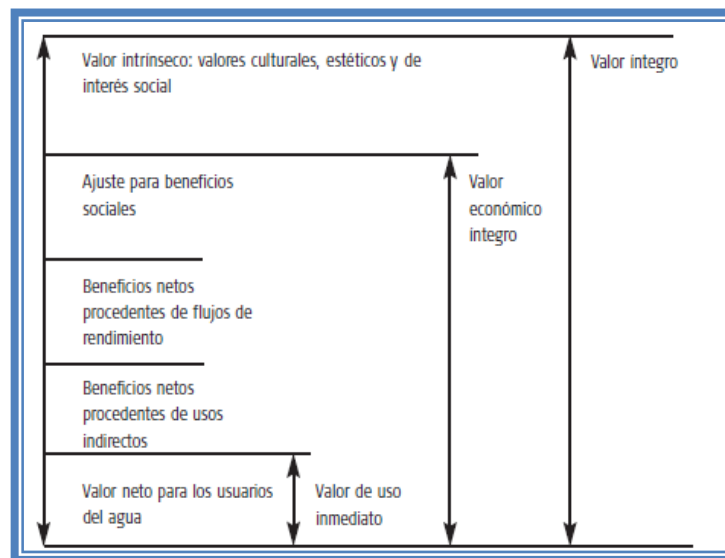 Valor intrínseco: valores culturales, estéticos y de
interés social
Valor integro
Ajuste para beneficios
sociales
Valor
económico
integro
Beneficios netos
procedentes de flujos de
rendimiento
Beneficios netos
procedentes de usos
indirectos
Valor neto para los usuarios
del agua
Valor de uso
inmediato